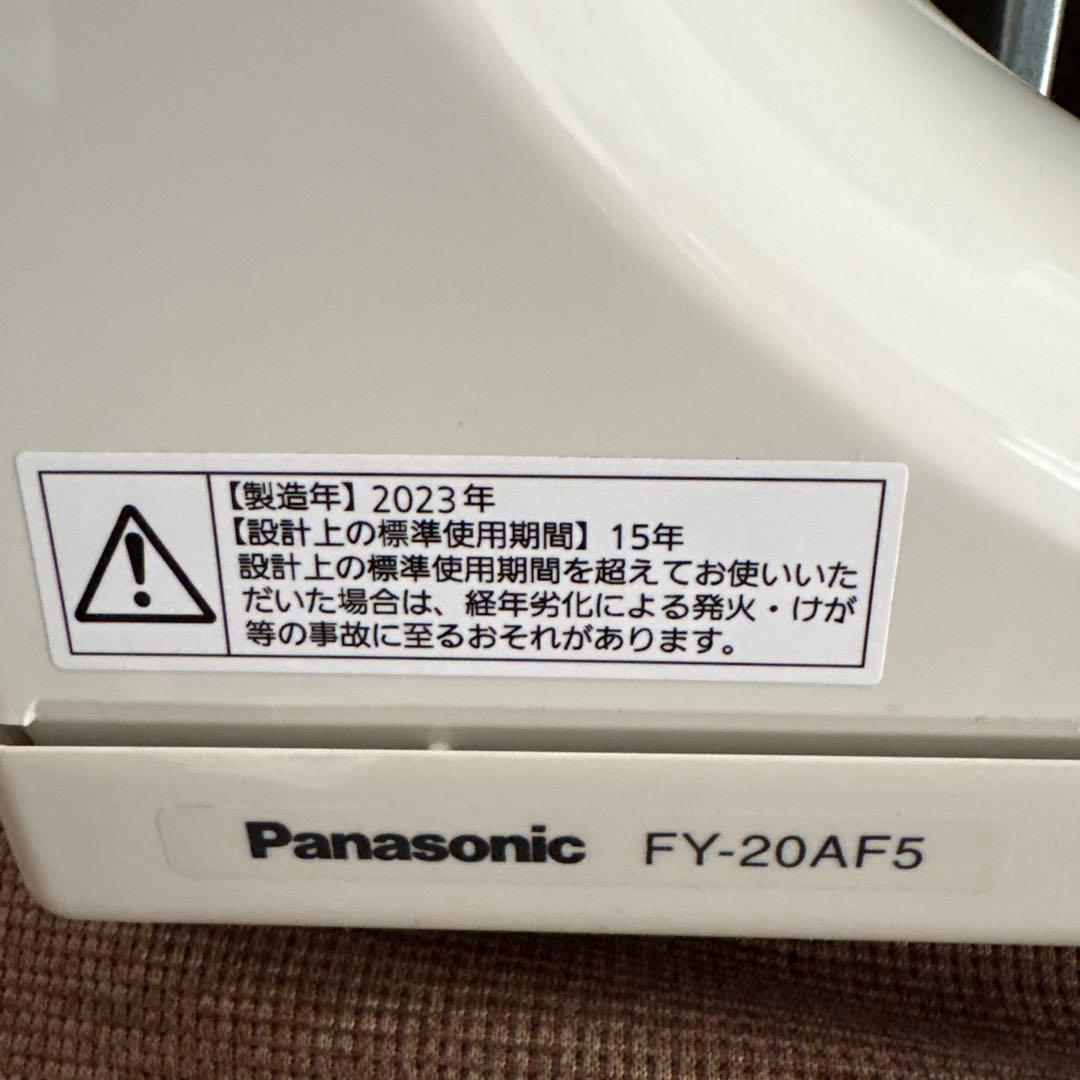 【製造年】2023年
【設計上の標準使用期間】15年
設計上の標準使用期間を超えてお使いいた
だいた場合は、経年劣化による発火・けが
等の事故に至るおそれがあります。
Panasonic FY-20AF5